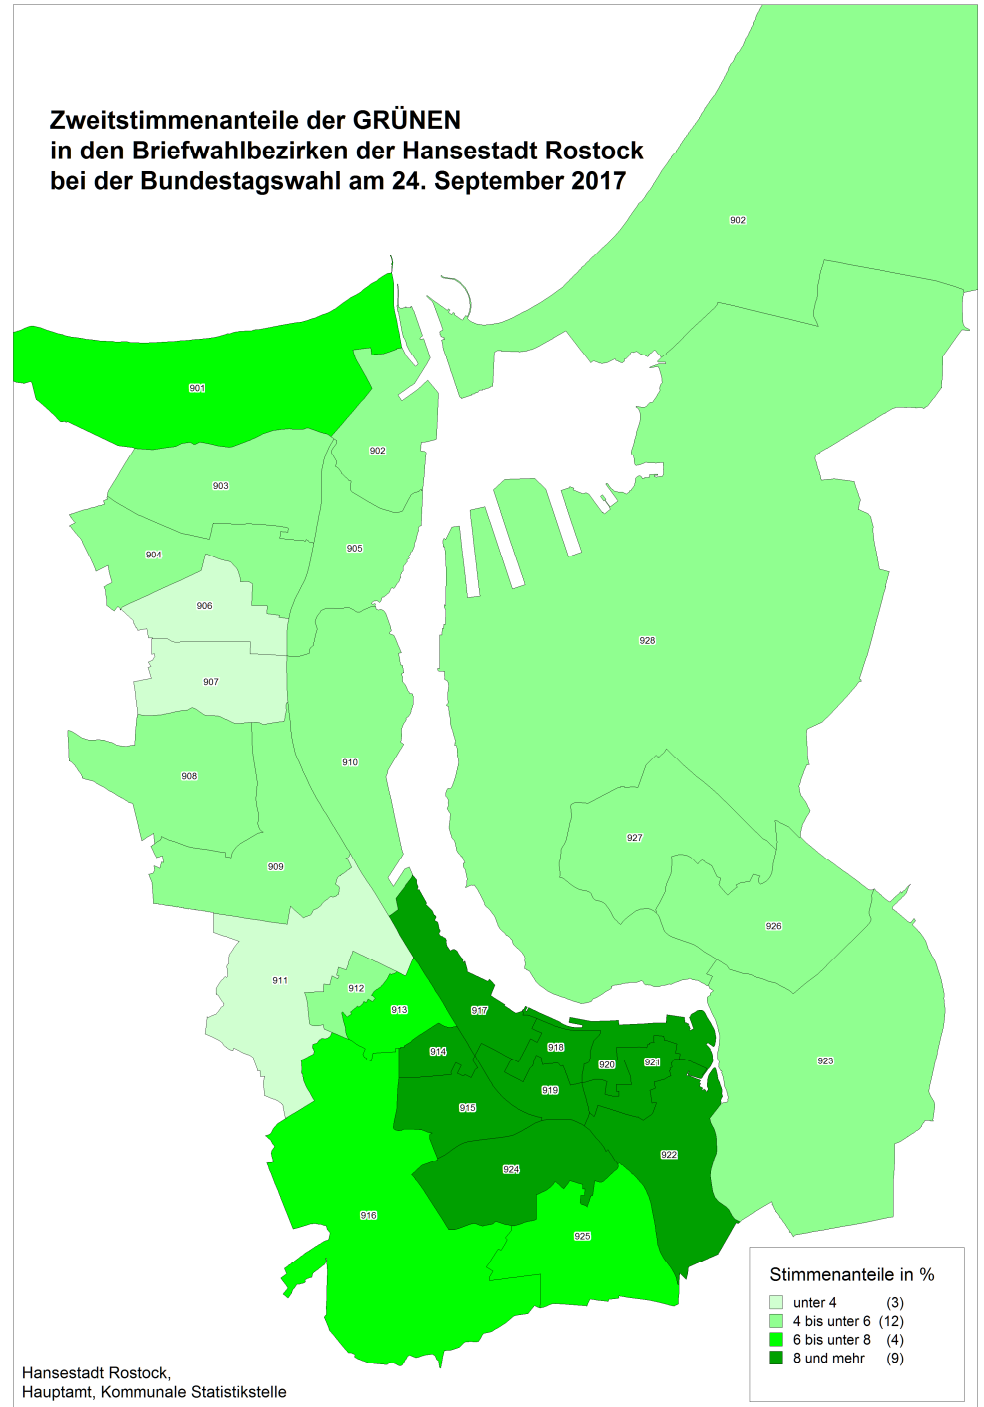 Zweitstimmenanteile der GRÜNEN
in den Briefwahlbezirken der Hansestadt Rostock
bei der Bundestagswahl am 24. September 2017
902
901
902
903
905
904
906
928
907
910
908
927
909
926
911
912
913
917
918
914
923
920
921
919
915
922
924
916
925
Stimmenanteile in %
unter 4 (3)
4 bis unter 6 (12)
6 bis unter 8 (4)
8 und mehr (9)
Hansestadt Rostock,
Hauptamt, Kommunale Statistikstelle